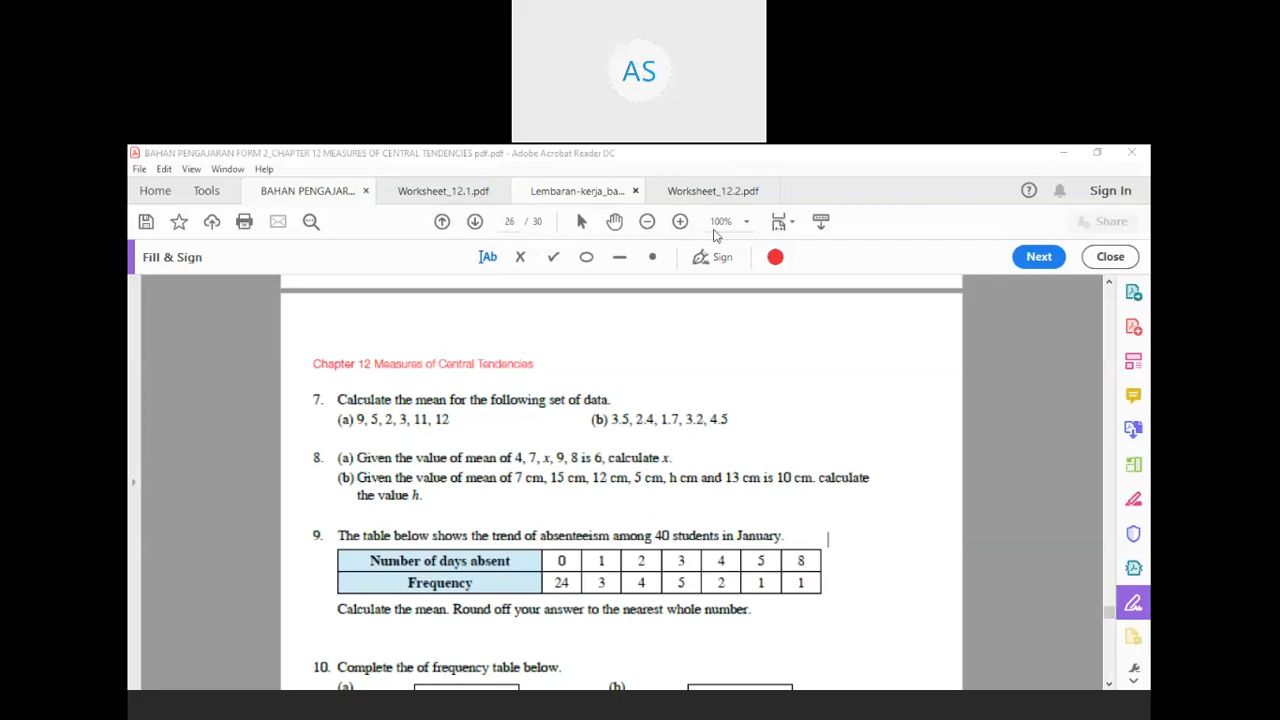 AS
BAHAN PENGAJARAN FORM 2_CHAPTER 12 MEASURES OF CENTRAL TENDENCIES pdf.pdf - Adobe Acrobat Reader DC
File Edit View Window Help
Home Tools BAHAN PENGAJAR... × Worksheet_12.1.pdf Lembaran-kerja_ba... × Worksheet_12.2.pdf Sign In
26 / 30 100% Share
Fill & Sign Ab Sign Next Close
Chapter 12 Measures of Central Tendencies
7. Calculate the mean for the following set of data.
(a) 9, 5, 2, 3, 11, 12 (b) 3.5, 2.4, 1.7, 3.2, 4.5
8. (a) Given the value of mean of 4, 7, x, 9, 8 is 6, calculate x.
(b) Given the value of mean of 7 cm, 15 cm, 12 cm, 5 cm, h cm and 13 cm is 10 cm. calculate
the value h.
9. The table below shows the trend of absenteeism among 40 students in January.
Number of days absent 0 1 2 3 4 5 8
Frequency 24 3 4 5 2 1 1
Calculate the mean. Round off your answer to the nearest whole number.
10. Complete the of frequency table below.
(a) (b)